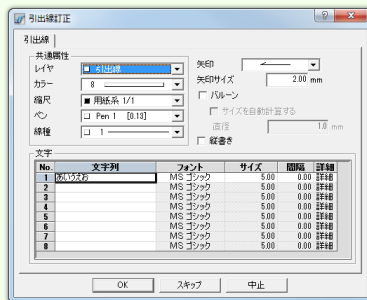 引出線訂正
引出線
共通属性
レイヤ 引出線
カラー 8
縮尺 用紙系 1/1
ペン Pen 1 [0.13]
線種 1
矢印
矢印サイズ 2.00 mm
バルーン
サイズを自動計算する
直径 1.0 mm
縦書き
文字
No. 文字列 フォント サイズ 間隔 詳細
1 あいうえお MS ゴシック 5.00 0.00 詳細
2 MS ゴシック 5.00 0.00 詳細
3 MS ゴシック 5.00 0.00 詳細
4 MS ゴシック 5.00 0.00 詳細
5 MS ゴシック 5.00 0.00 詳細
6 MS ゴシック 5.00 0.00 詳細
7 MS ゴシック 5.00 0.00 詳細
8 MS ゴシック 5.00 0.00 詳細
OK スキップ 中止